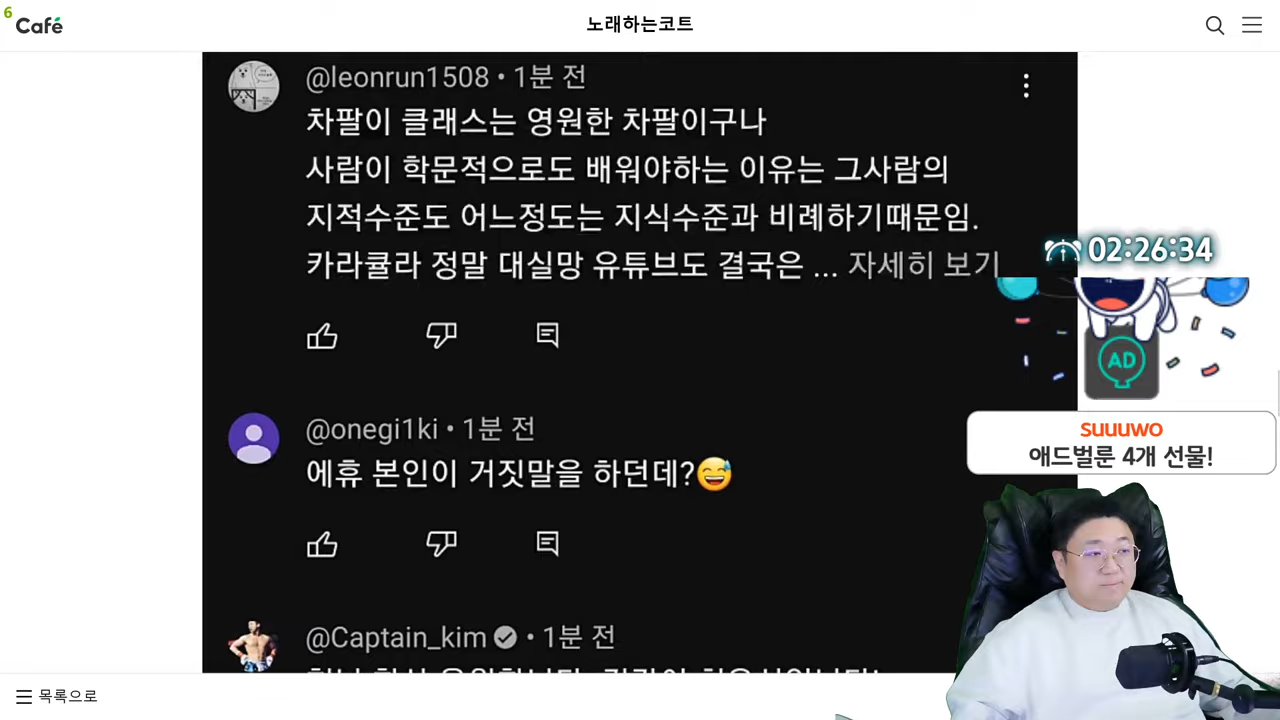 6
Café
노래하는코트
@leonrun1508 • 1분 전
차팔이 클래스는 영원한 차팔이구나
사람이 학문적으로도 배워야하는 이유는 그사람의
지적수준도 어느정도는 지식수준과 비례하기때문임.
카라큘라 정말 대실망 유튜브도 결국은 ... 자세히 보기
02:26:34
AD
suuuwo
애드벌룬 4개 선물!
@onegi1ki • 1분 전
에휴 본인이 거짓말을 하던데?😅
@Captain_kim • 1분 전
목록으로